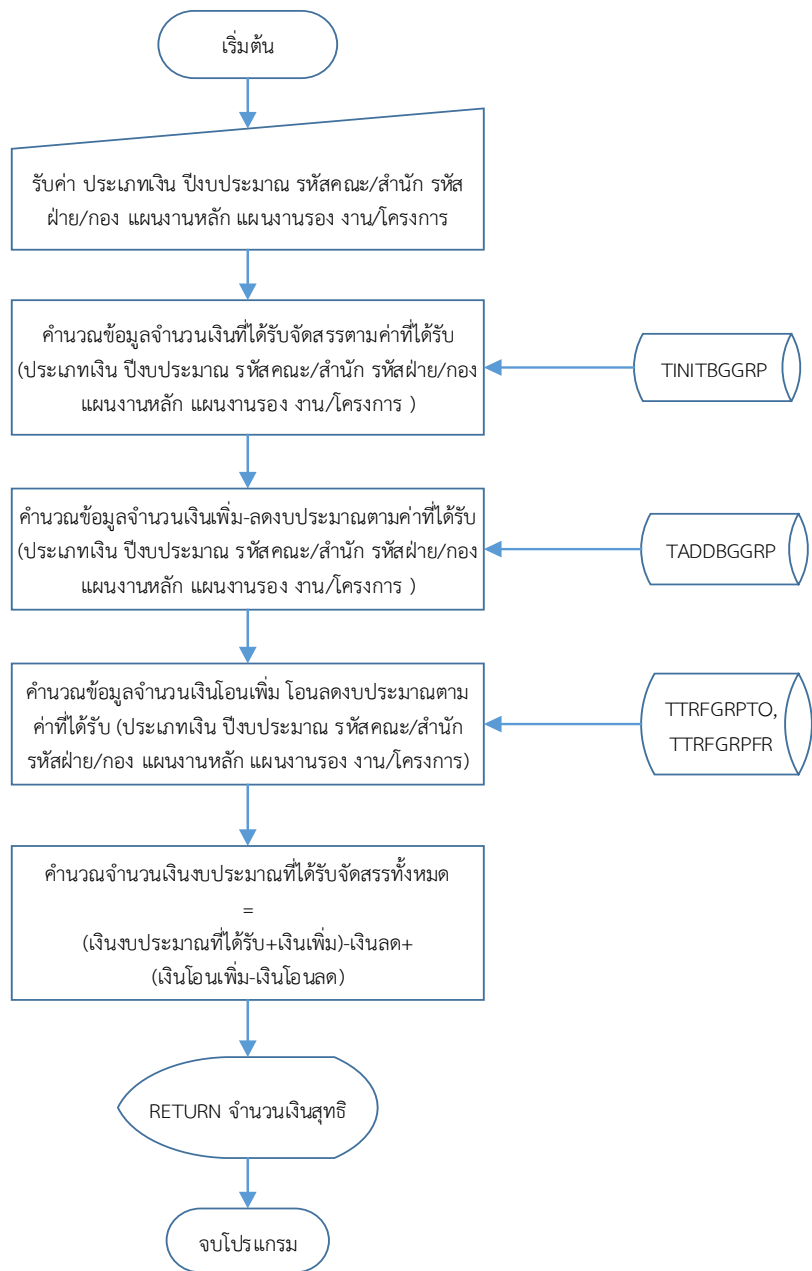 เริ่มต้น
รับค่า ประเภทเงิน ปีงบประมาณ รหัสคณะ/สำนัก รหัส
ฝ่าย/กอง แผนงานหลัก แผนงานรอง งาน/โครงการ
คำนวณข้อมูลจำนวนเงินที่ได้รับจัดสรรตามค่าที่ได้รับ
(ประเภทเงิน ปีงบประมาณ รหัสคณะ/สำนัก รหัสฝ่าย/กอง
แผนงานหลัก แผนงานรอง งาน/โครงการ )
TINITBGGRP
คำนวณข้อมูลจำนวนเงินเพิ่ม-ลดงบประมาณตามค่าที่ได้รับ
(ประเภทเงิน ปีงบประมาณ รหัสคณะ/สำนัก รหัสฝ่าย/กอง
แผนงานหลัก แผนงานรอง งาน/โครงการ )
TADDBGGRP
คำนวณข้อมูลจำนวนเงินโอนเพิ่ม โอนลดงบประมาณตาม
ค่าที่ได้รับ (ประเภทเงิน ปีงบประมาณ รหัสคณะ/สำนัก
รหัสฝ่าย/กอง แผนงานหลัก แผนงานรอง งาน/โครงการ)
TTRFGRPTO,
TTRFGRPFR
คำนวณจำนวนเงินงบประมาณที่ได้รับจัดสรรทั้งหมด
=
(เงินงบประมาณที่ได้รับ+เงินเพิ่ม)-เงินลด+
(เงินโอนเพิ่ม-เงินโอนลด)
RETURN จำนวนเงินสุทธิ
จบโปรแกรม